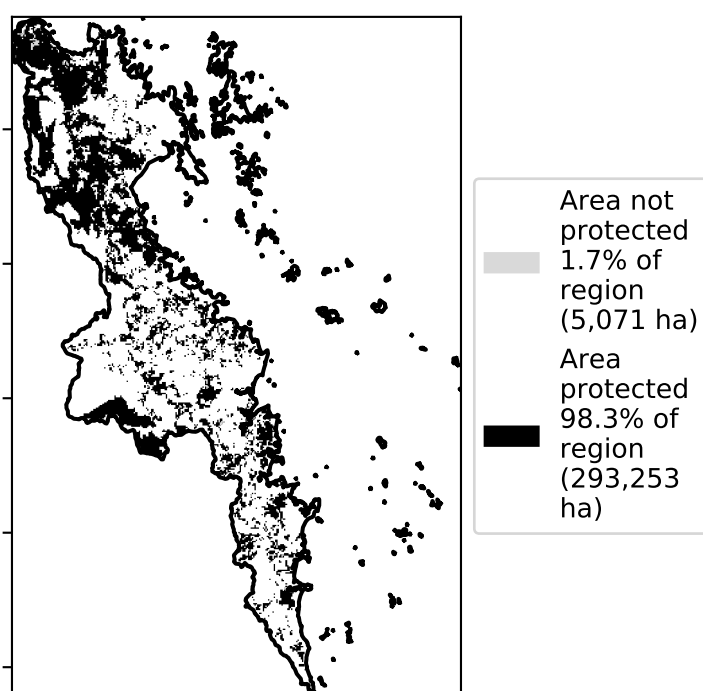 Area not
protected
1.7% of
region
(5,071 ha)
Area
protected
98.3% of
region
(293,253
ha)